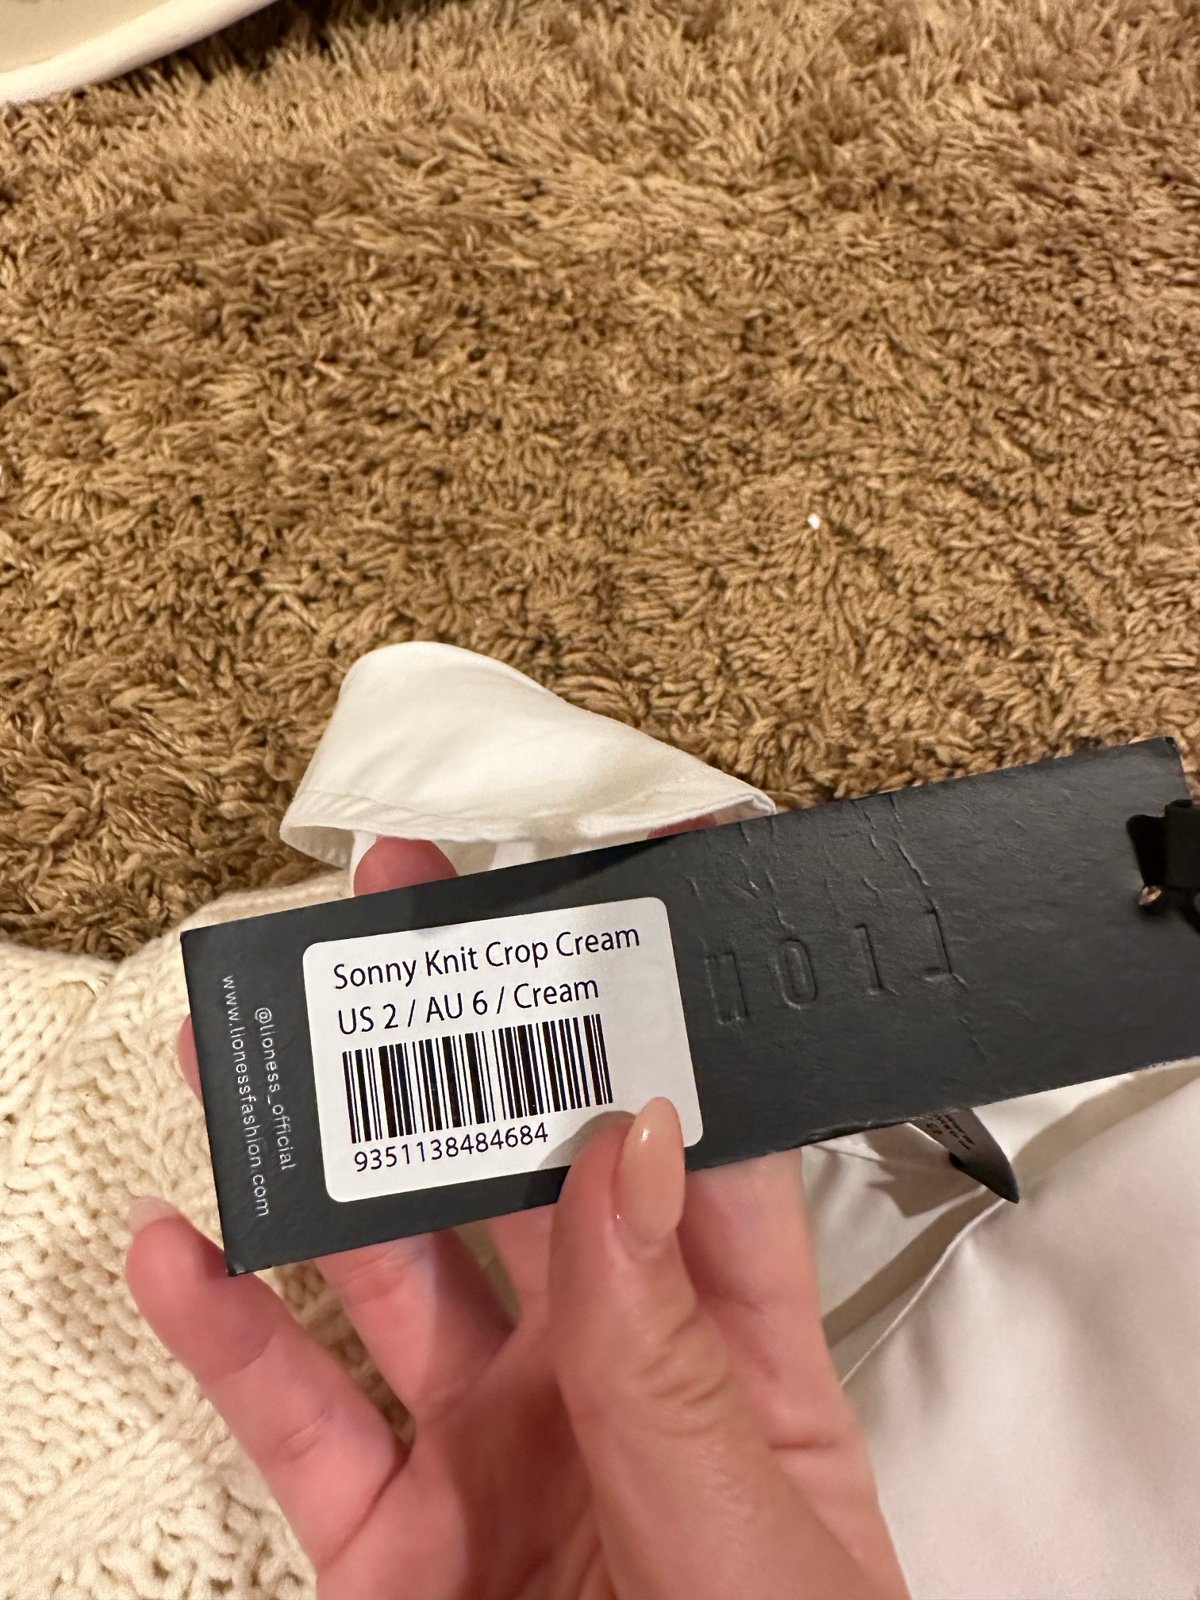 Sonny Knit Crop Cream
US 2 / AU 6 / Cream
9351138484684
@lioness_official
www.lionessfashion.com